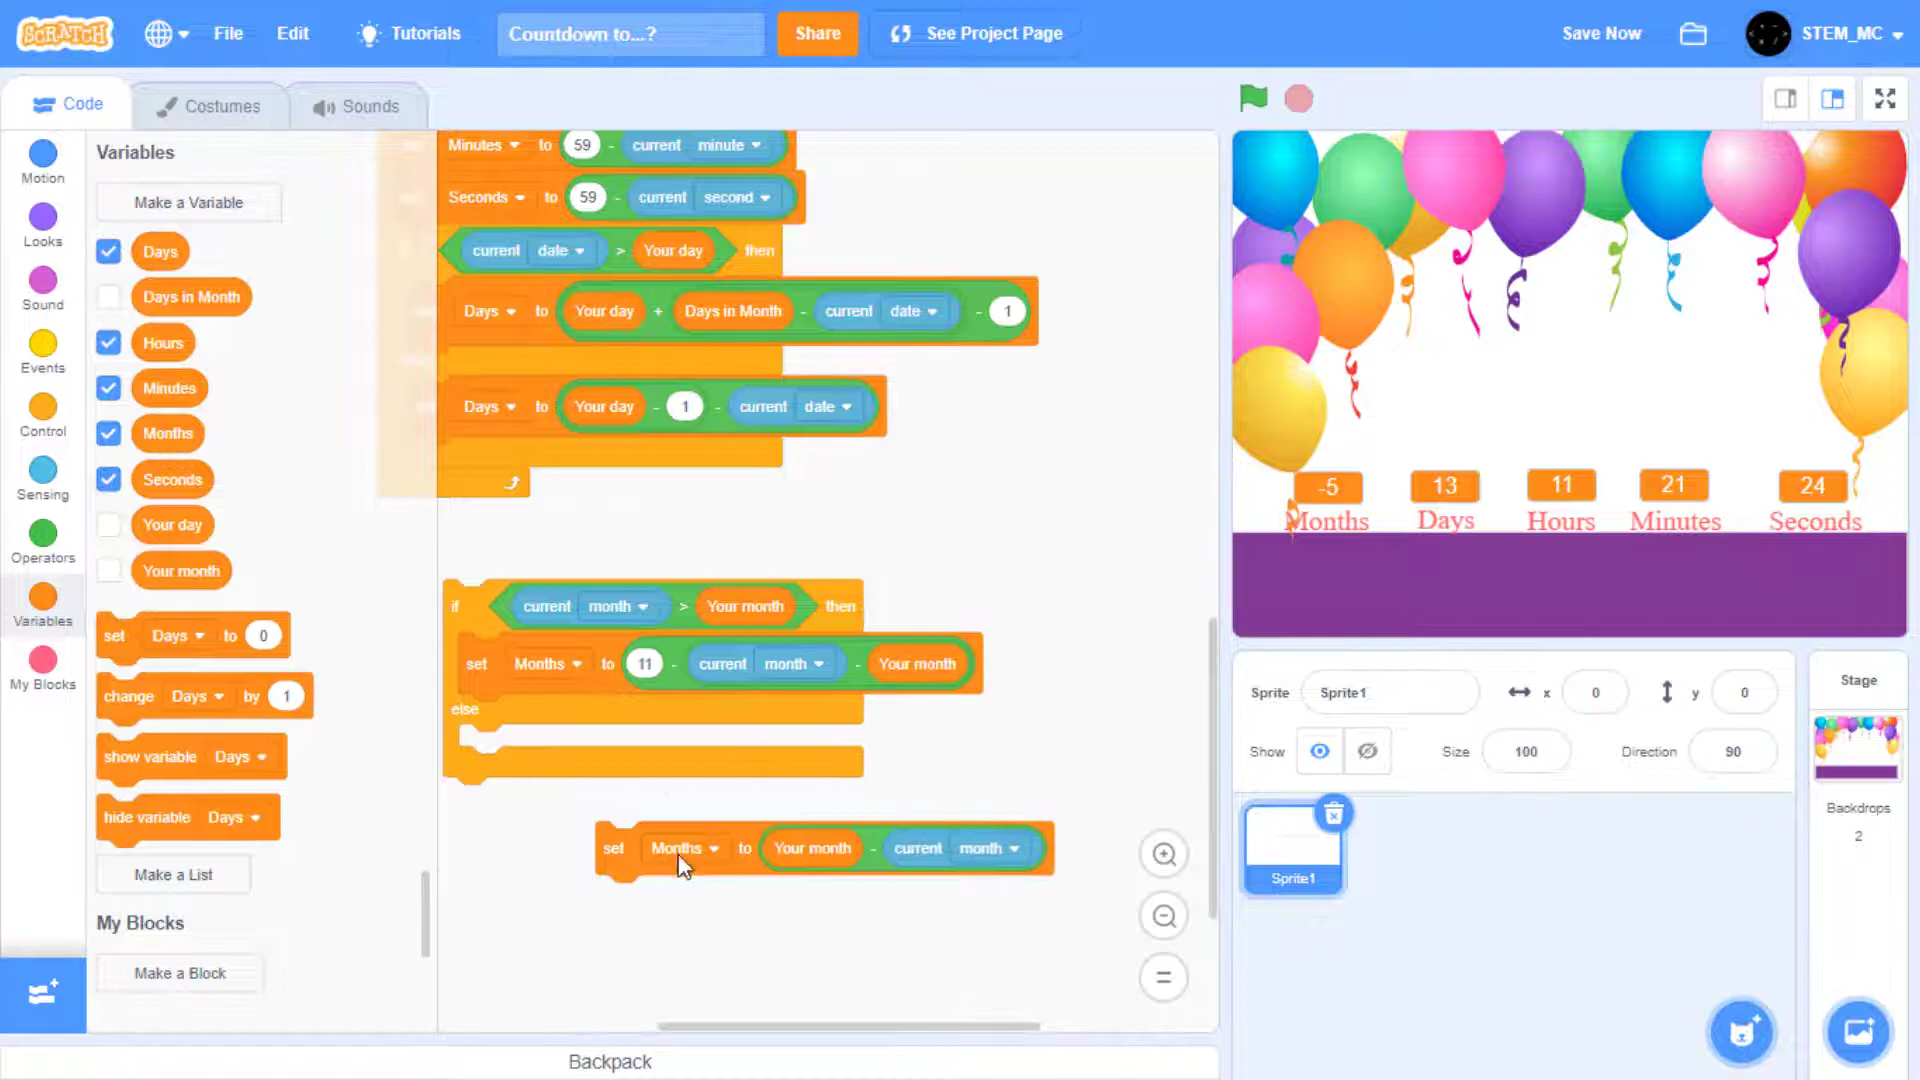 SCRATCH File Edit Tutorials Countdown to...? Share See Project Page Save Now STEM_MC
Code Costumes Sounds
Motion
Looks
Sound
Events
Control
Sensing
Operators
Variables
My Blocks
Variables
Make a Variable
Days
Days in Month
Hours
Minutes
Months
Seconds
Your day
Your month
set Days to 0
change Days by 1
show variable Days
hide variable Days
Make a List
My Blocks
Make a Block
Minutes to 59 - current minute
Seconds to 59 - current second
current date > Your day then
Days to Your day + Days in Month - current date - 1
Days to Your day - 1 - current date
if current month > Your month then
set Months to 11 - current month - Your month
else
set Months to Your month - current month
Backpack
-5 13 11 21 24
Months Days Hours Minutes Seconds
Sprite Sprite1 x 0 y 0
Show Size 100 Direction 90
Sprite1
Stage
Backdrops
2